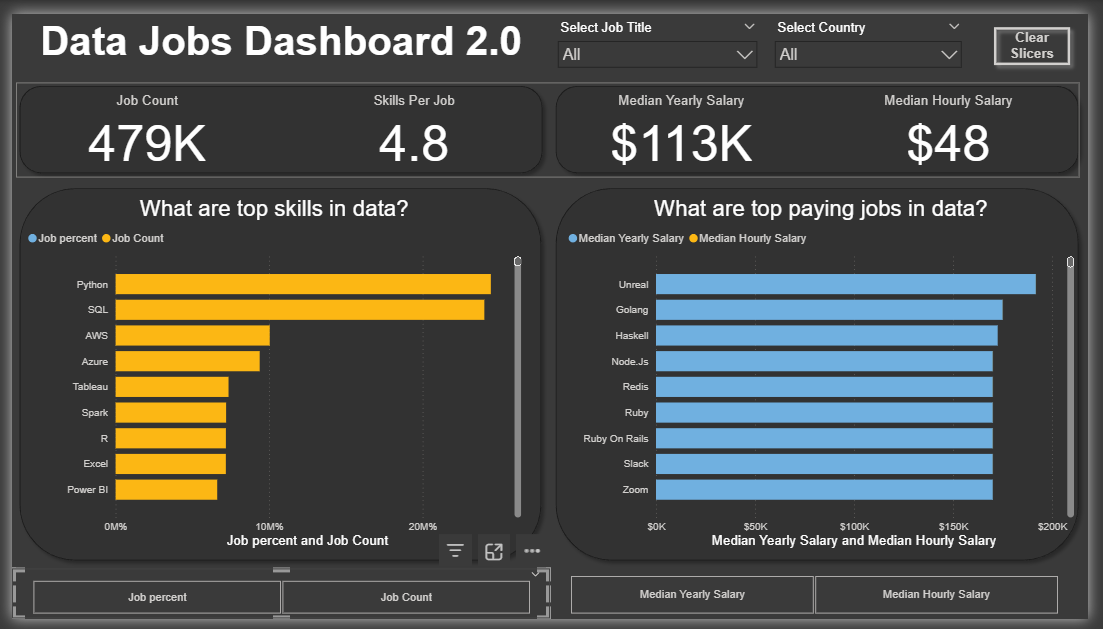 Data Jobs Dashboard 2.0
Select Job Title
All
Select Country
All
Clear
Slicers
Job Count
479K
Skills Per Job
4.8
Median Yearly Salary
$113K
Median Hourly Salary
$48
What are top skills in data?
Job percent Job Count
Python
SQL
AWS
Azure
Tableau
Spark
R
Excel
Power BI
0M% 10M% 20M%
Job percent and Job Count
What are top paying jobs in data?
Median Yearly Salary Median Hourly Salary
Unreal
Golang
Haskell
Node.Js
Redis
Ruby
Ruby On Rails
Slack
Zoom
$0K $50K $100K $150K $200K
Median Yearly Salary and Median Hourly Salary
Job percent
Job Count
Median Yearly Salary
Median Hourly Salary